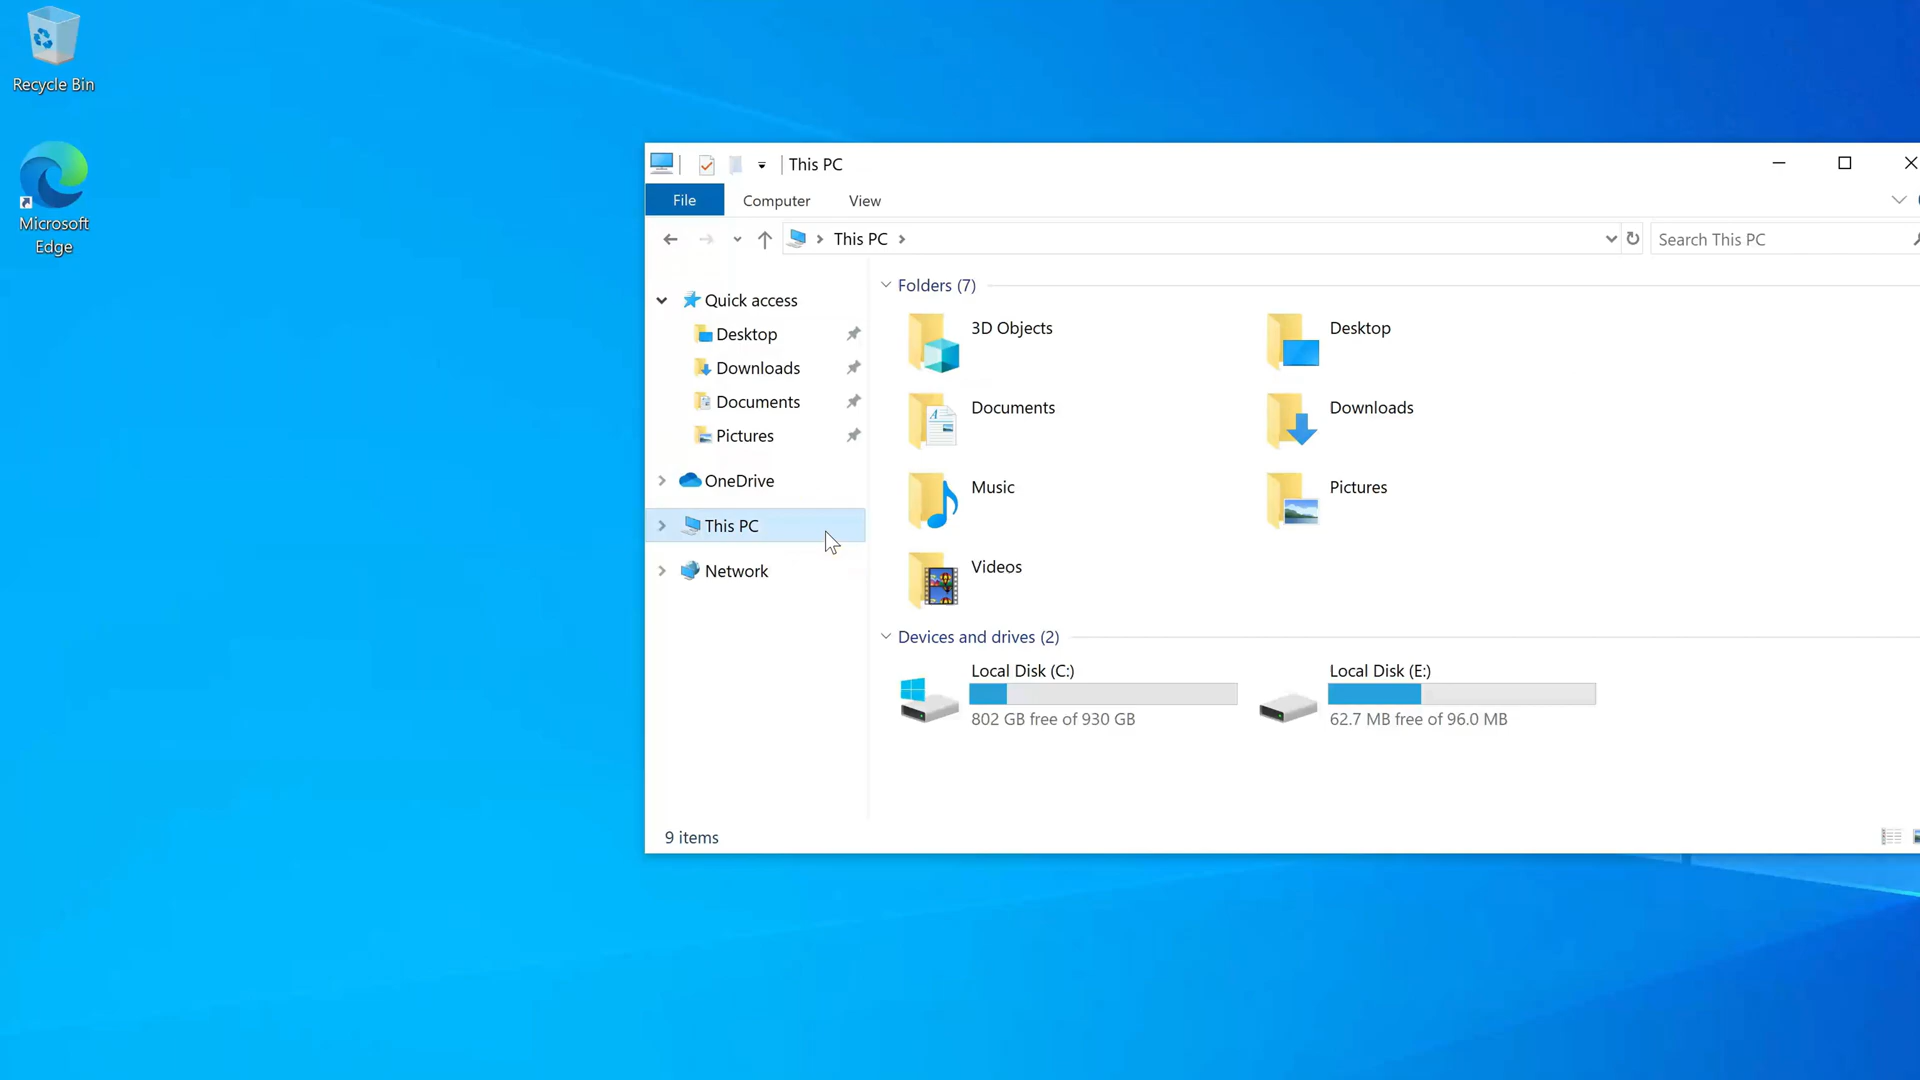 Recycle Bin
Microsoft
Edge
This PC
File
Computer
View
This PC
Search This PC
Quick access
Desktop
Downloads
Documents
Pictures
OneDrive
This PC
Network
Folders (7)
3D Objects
Desktop
Documents
Downloads
Music
Pictures
Videos
Devices and drives (2)
Local Disk (C:)
802 GB free of 930 GB
Local Disk (E:)
62.7 MB free of 96.0 MB
9 items